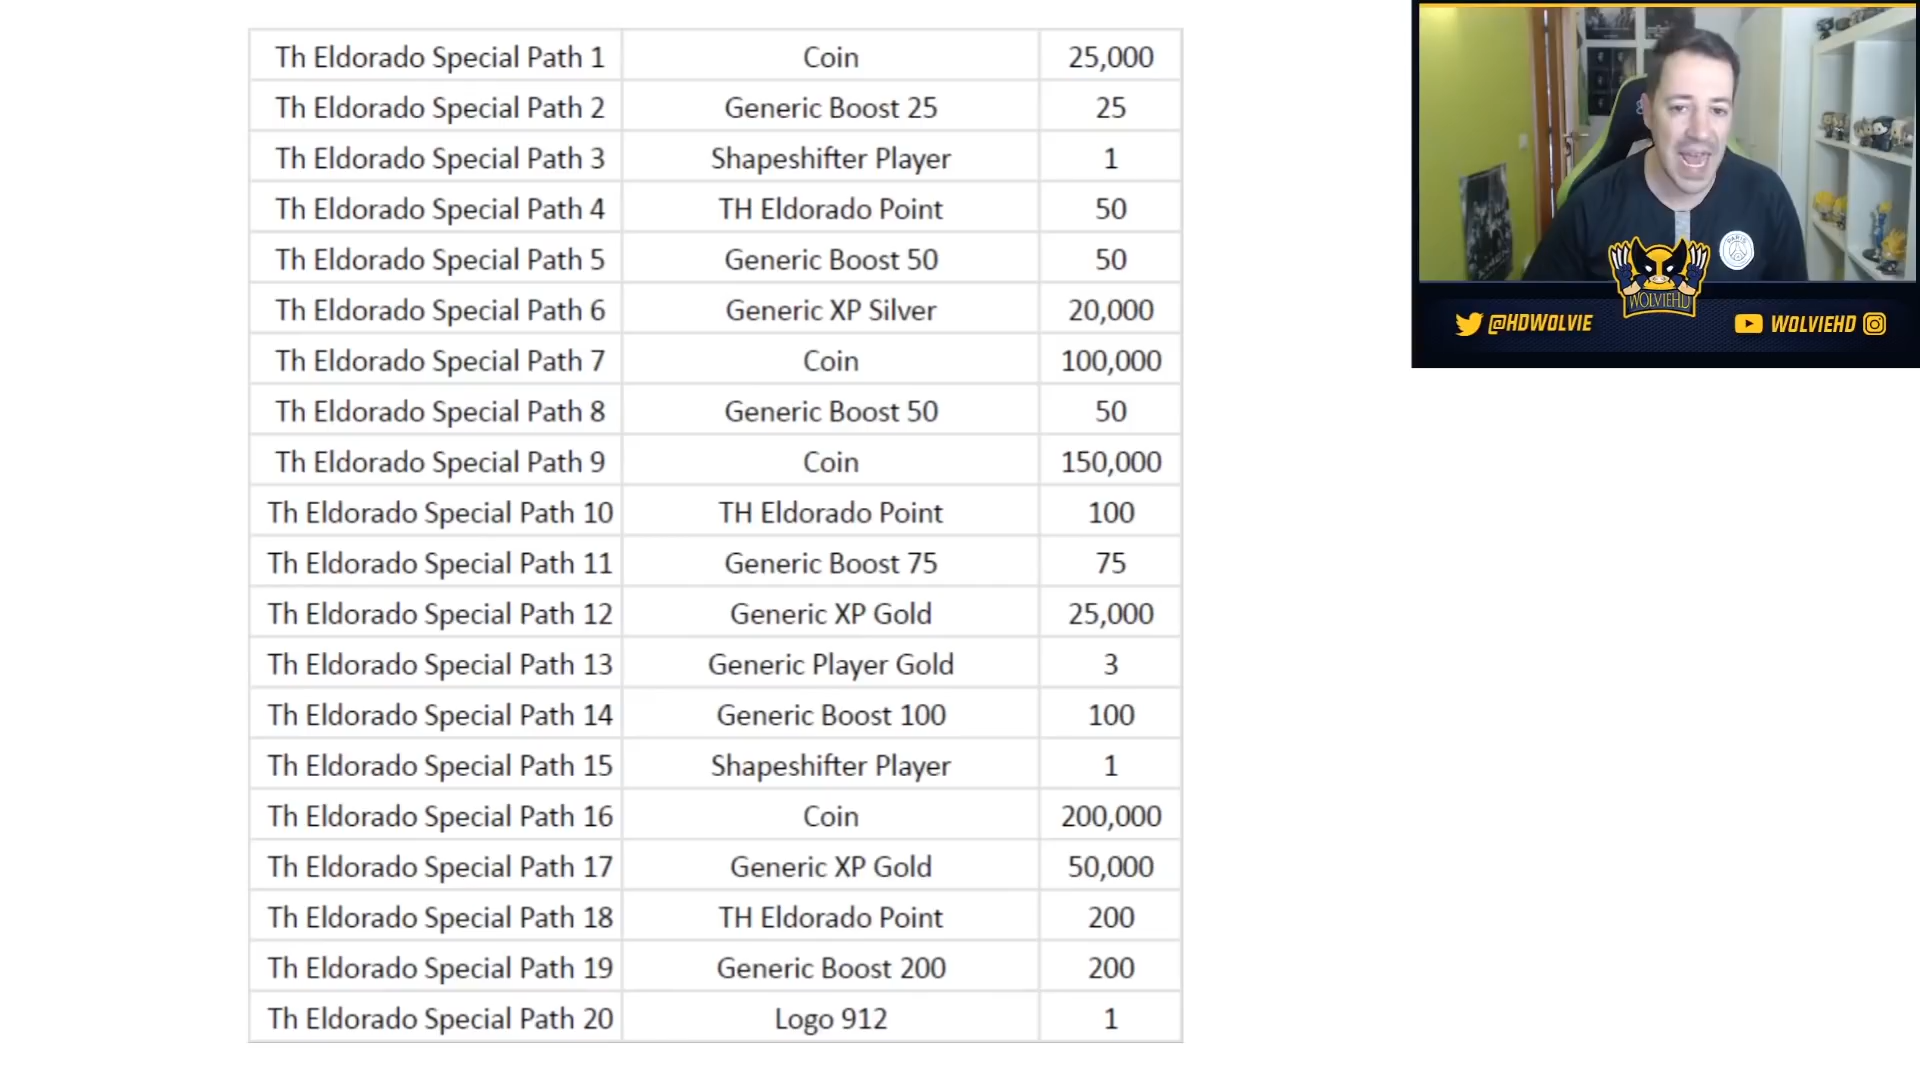 Th Eldorado Special Path 1 Coin 25,000
Th Eldorado Special Path 2 Generic Boost 25 25
Th Eldorado Special Path 3 Shapeshifter Player 1
Th Eldorado Special Path 4 TH Eldorado Point 50
Th Eldorado Special Path 5 Generic Boost 50 50
Th Eldorado Special Path 6 Generic XP Silver 20,000
Th Eldorado Special Path 7 Coin 100,000
Th Eldorado Special Path 8 Generic Boost 50 50
Th Eldorado Special Path 9 Coin 150,000
Th Eldorado Special Path 10 TH Eldorado Point 100
Th Eldorado Special Path 11 Generic Boost 75 75
Th Eldorado Special Path 12 Generic XP Gold 25,000
Th Eldorado Special Path 13 Generic Player Gold 3
Th Eldorado Special Path 14 Generic Boost 100 100
Th Eldorado Special Path 15 Shapeshifter Player 1
Th Eldorado Special Path 16 Coin 200,000
Th Eldorado Special Path 17 Generic XP Gold 50,000
Th Eldorado Special Path 18 TH Eldorado Point 200
Th Eldorado Special Path 19 Generic Boost 200 200
Th Eldorado Special Path 20 Logo 912 1
PARIS
WOLVIEHD
@HDWOLVIE
WOLVIEHD